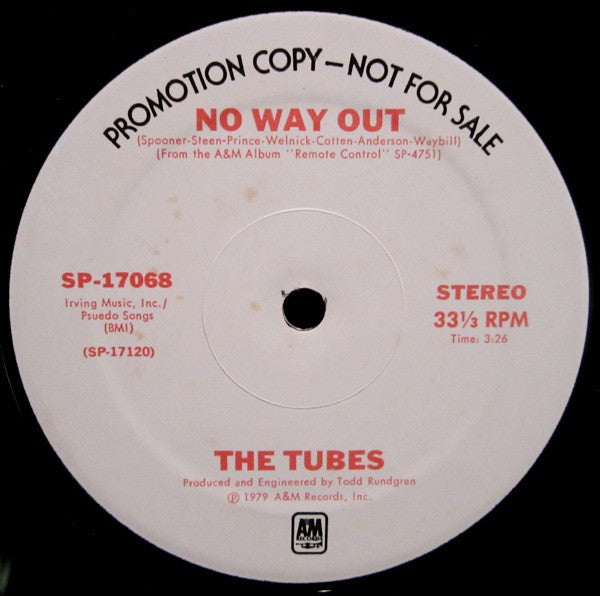 PROMOTION COPY—NOT FOR SALE
NO WAY OUT
(Spooner-Steen-Prince-Welnick-Cotten-Anderson-Waybill)
(From the A&M Album "Remote Control" SP-4751)
SP-17068
Irving Music, Inc./
Psuedo Songs
(BMI)
(SP-17120)
STEREO
33⅓ RPM
Time: 3:26
THE TUBES
Produced and Engineered by Todd Rundgren
℗ 1979 A&M Records, Inc.
A&M
RECORDS